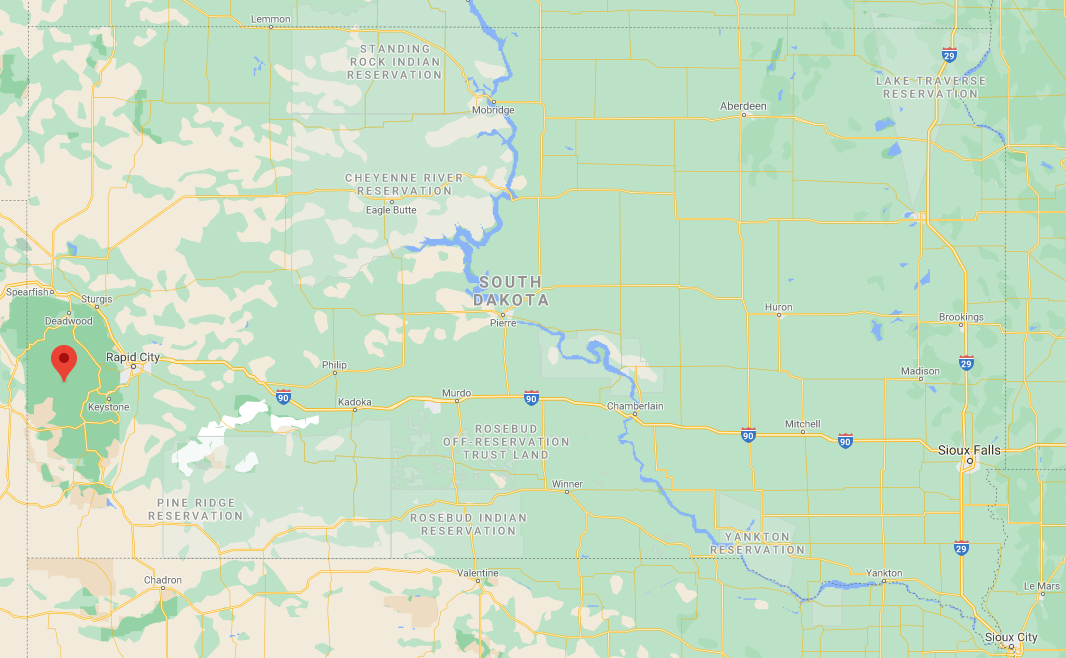 Lemmon
STANDING
ROCK INDIAN
RESERVATION
29
LAKE TRAVERSE
RESERVATION
Mobridge
Aberdeen
CHEYENNE RIVER
RESERVATION
Eagle Butte
SOUTH
DAKOTA
Spearfish
Sturgis
Deadwood
Pierre
Huron
Brookings
Rapid City
Philip
29
Madison
Keystone
90
Kadoka
Murdo
90
Chamberlain
Mitchell
90
90
ROSEBUD
OFF-RESERVATION
TRUST LAND
Sioux Falls
Winner
PINE RIDGE
RESERVATION
ROSEBUD INDIAN
RESERVATION
YANKTON
RESERVATION
29
Chadron
Valentine
Yankton
Le Mars
Sioux City